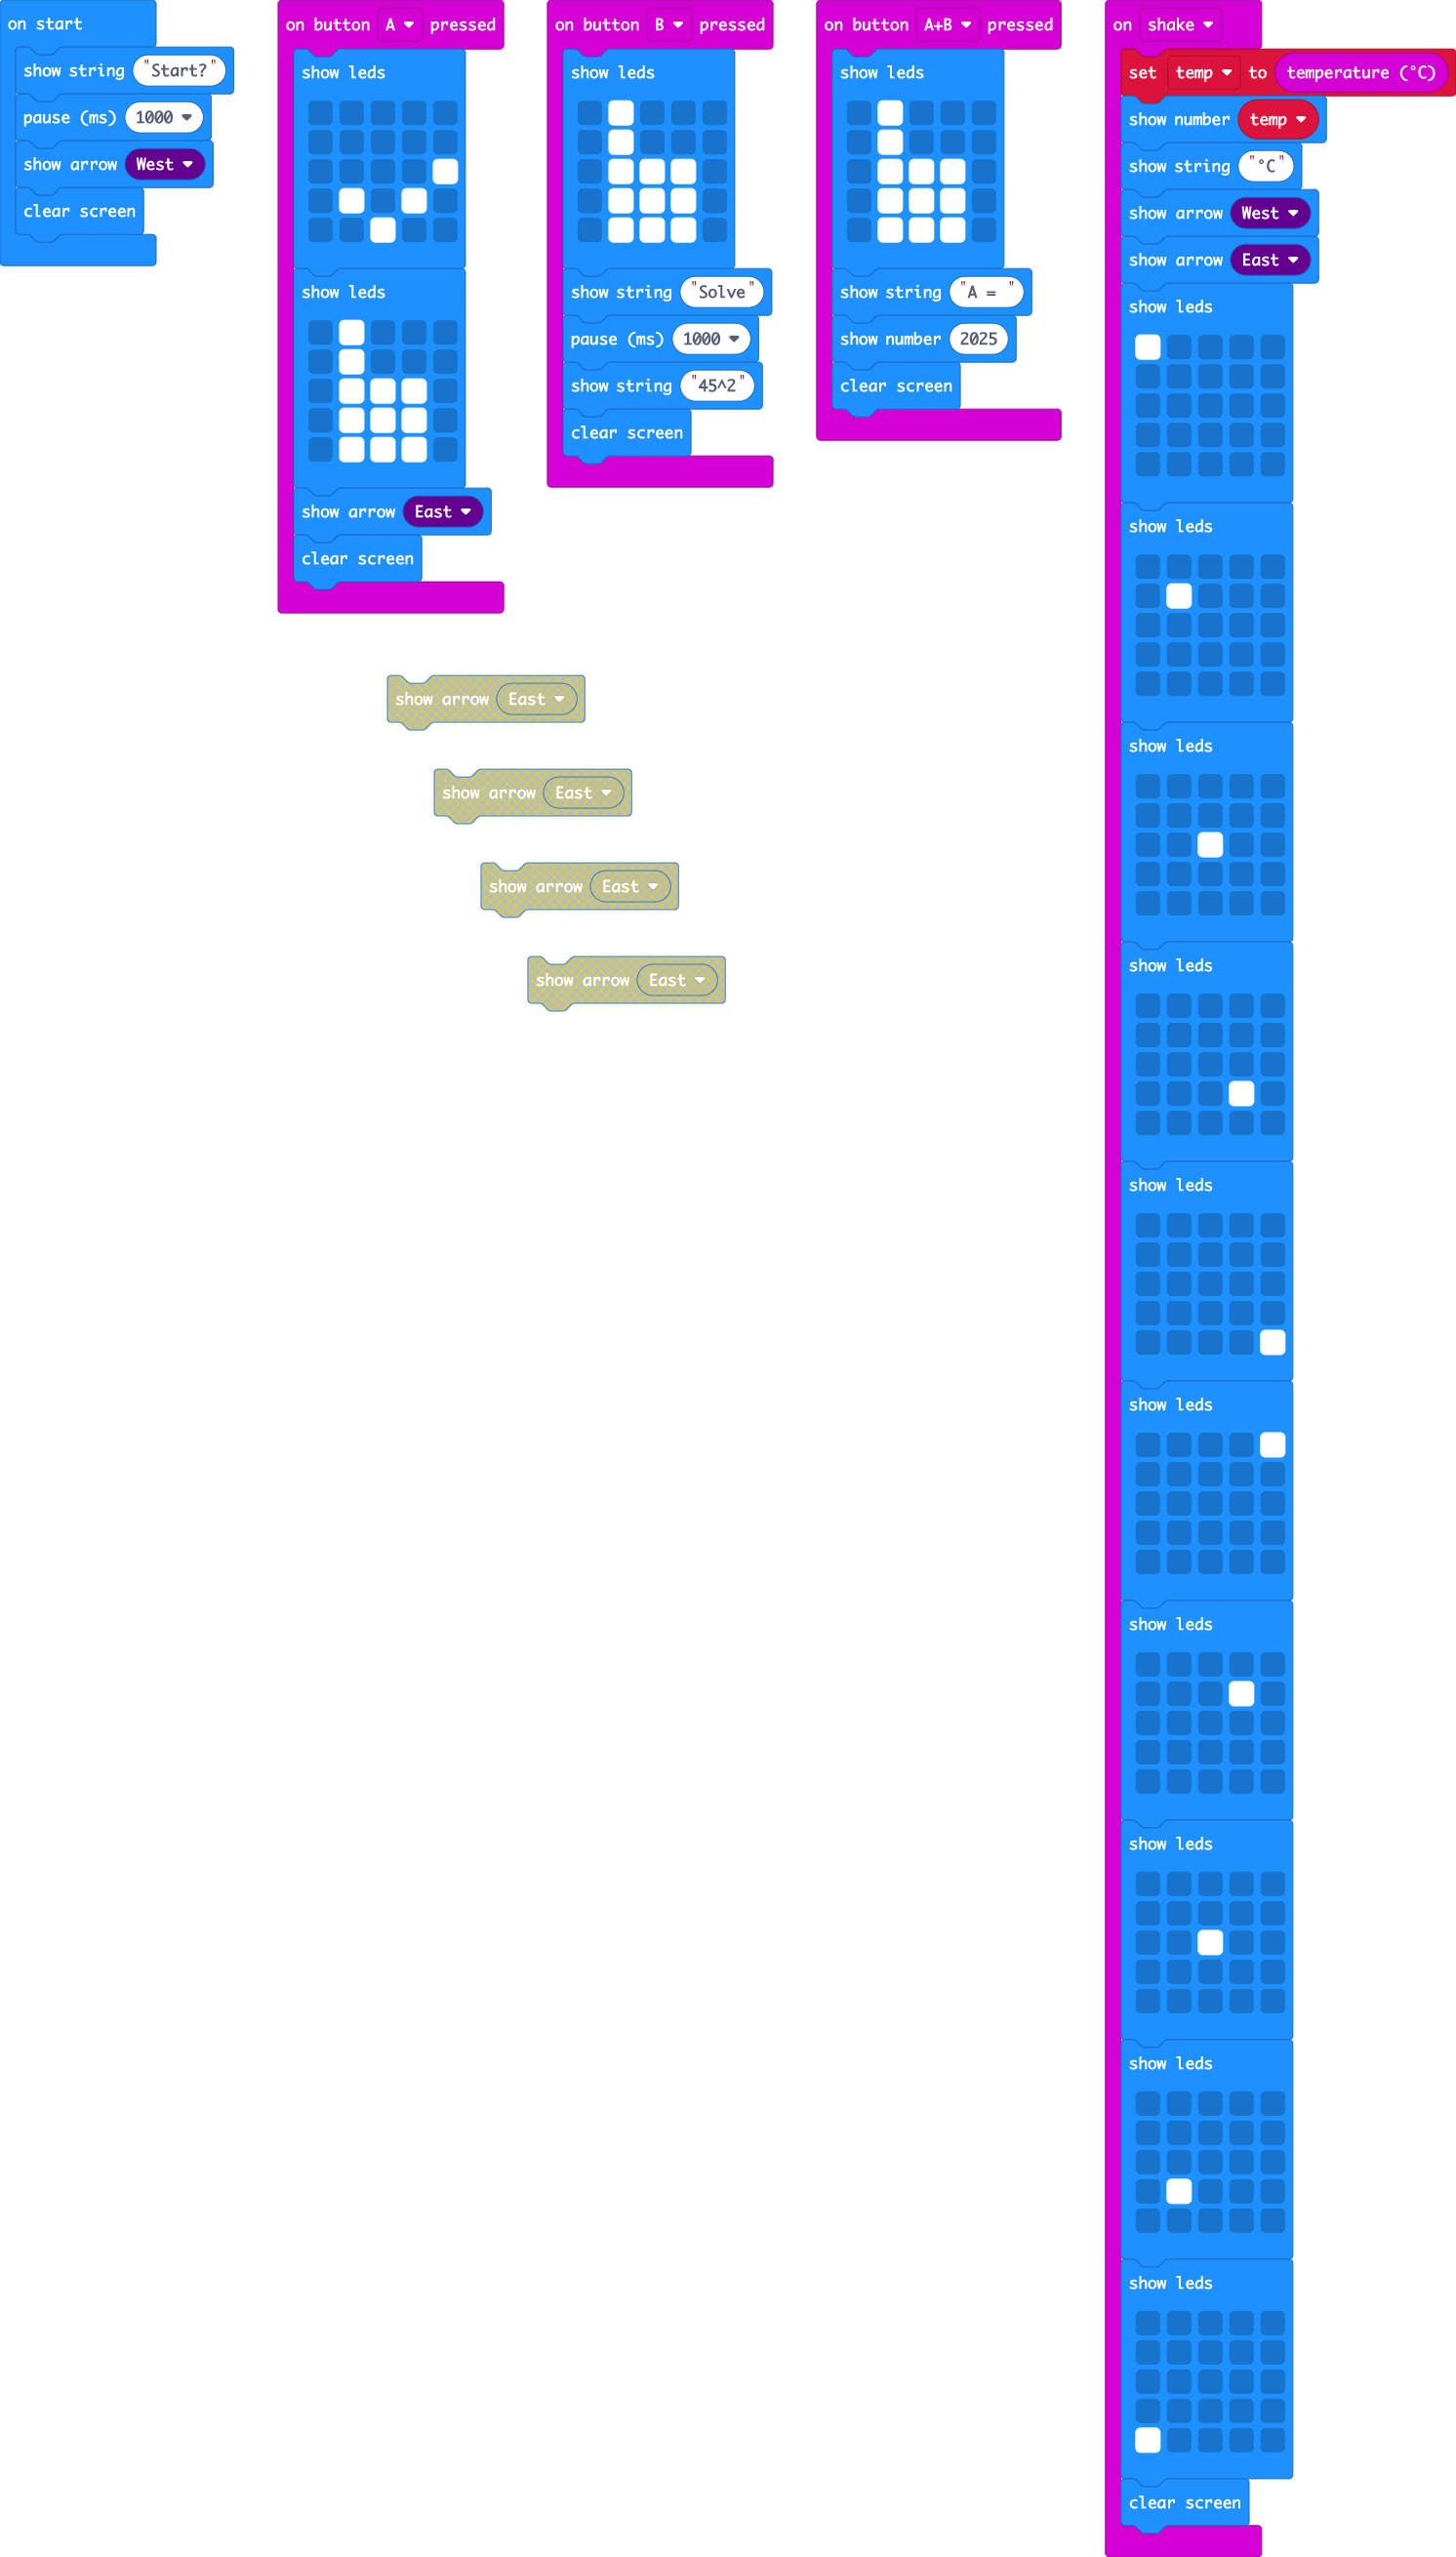 on start
show string "Start?"
pause (ms) 1000
show arrow West
clear screen
on button A pressed
show leds
show leds
show arrow East
clear screen
on button B pressed
show leds
show string "Solve"
pause (ms) 1000
show string "45^2"
clear screen
on button A+B pressed
show leds
show string "A = "
show number 2025
clear screen
on shake
set temp to temperature (°C)
show number temp
show string "°C"
show arrow West
show arrow East
show leds
show leds
show leds
show leds
show leds
show leds
show leds
show leds
show leds
show leds
clear screen
show arrow East
show arrow East
show arrow East
show arrow East